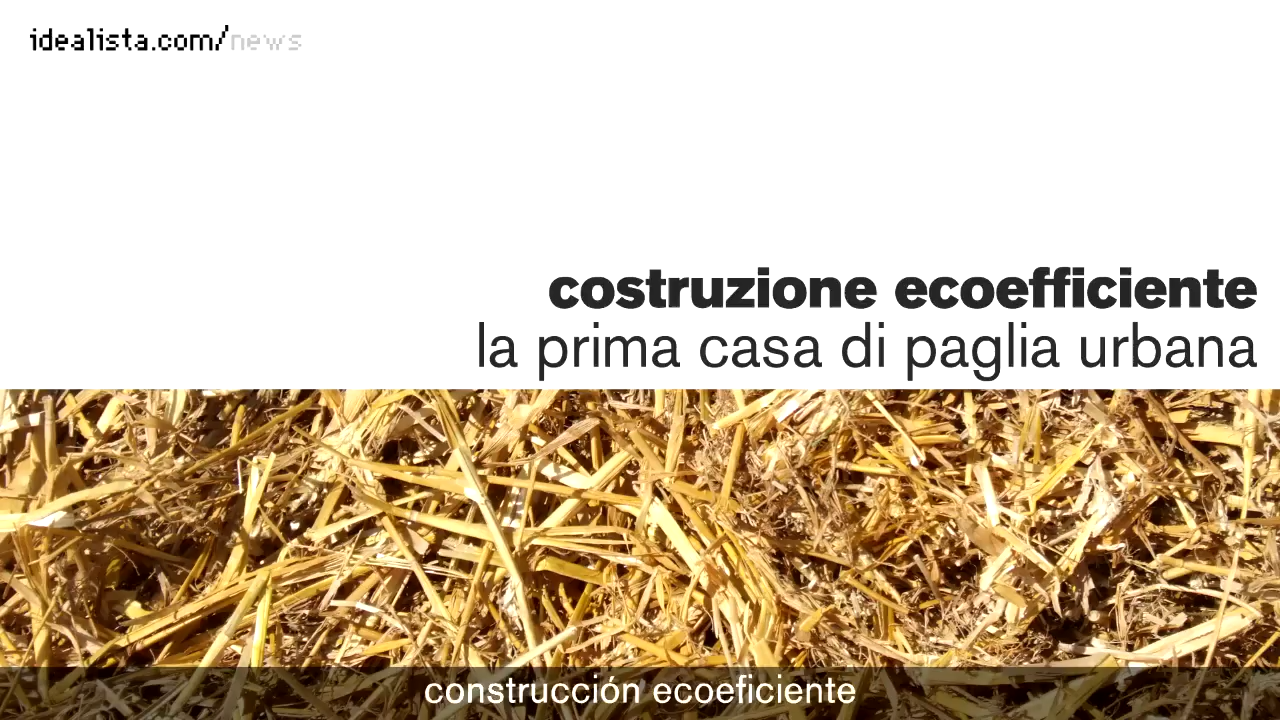 idealista.com/news
costruzione ecoefficiente
la prima casa di paglia urbana
construcción ecoeficiente